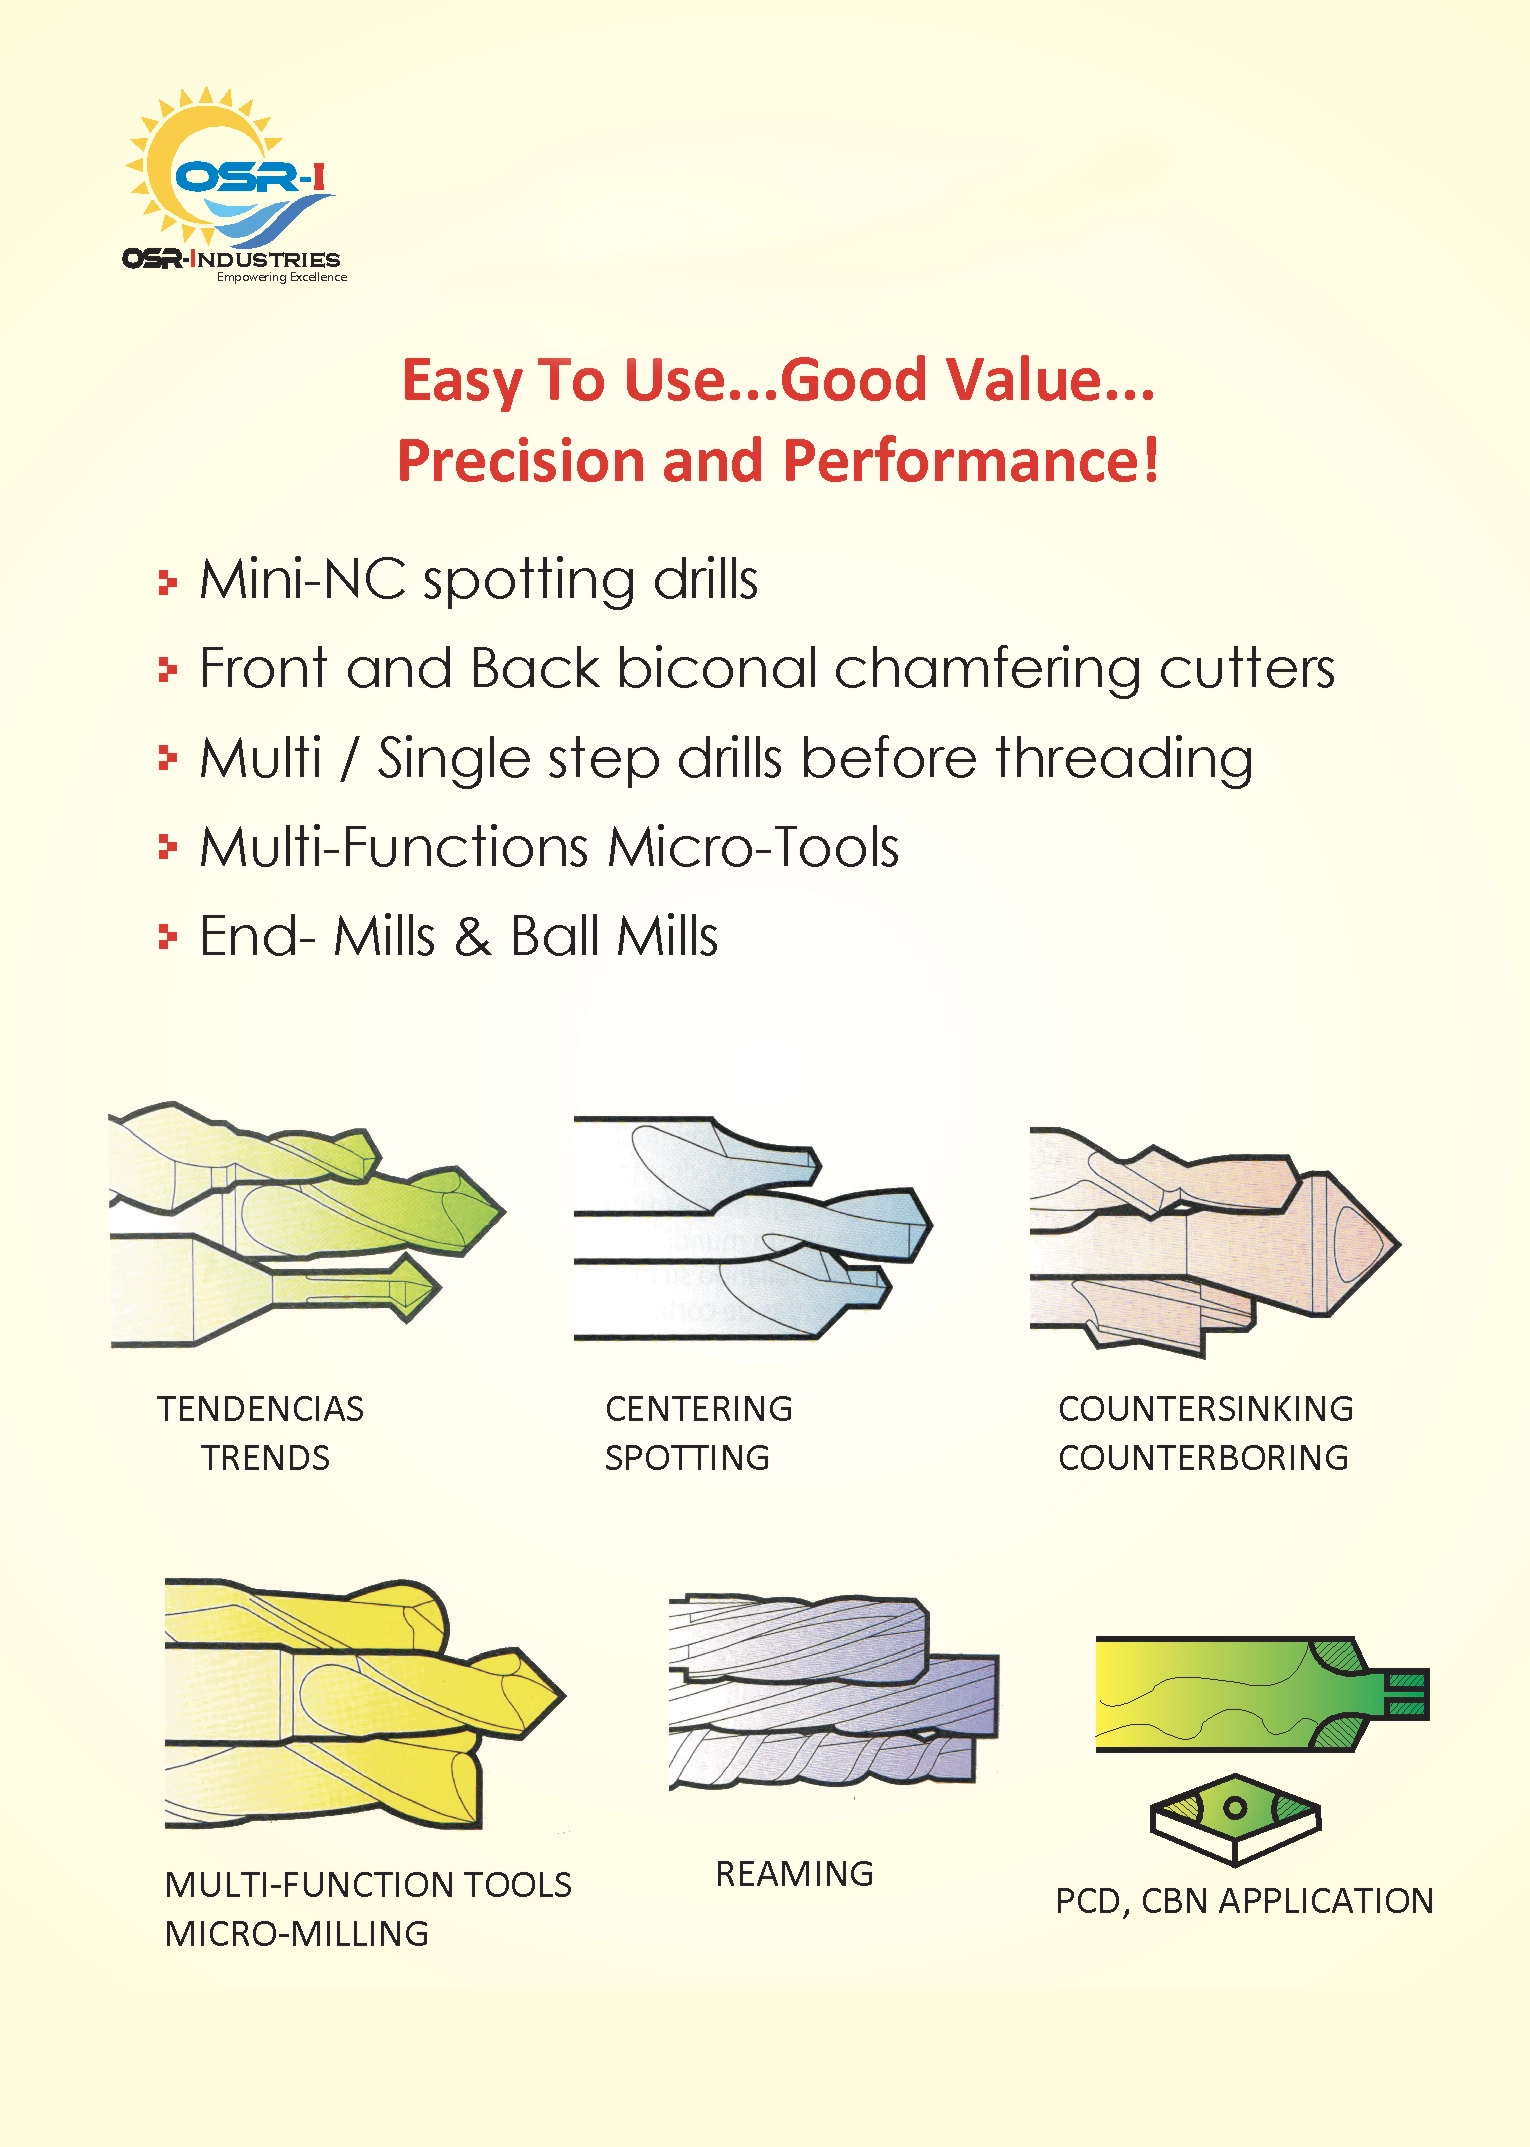 OSR-I
OSR-INDUSTRIES
Empowering Excellence
Easy To Use...Good Value...
Precision and Performance!
Mini-NC spotting drills
Front and Back biconal chamfering cutters
Multi / Single step drills before threading
Multi-Functions Micro-Tools
End- Mills & Ball Mills
TENDENCIAS
TRENDS
CENTERING
SPOTTING
COUNTERSINKING
COUNTERBORING
MULTI-FUNCTION TOOLS
MICRO-MILLING
REAMING
PCD, CBN APPLICATION